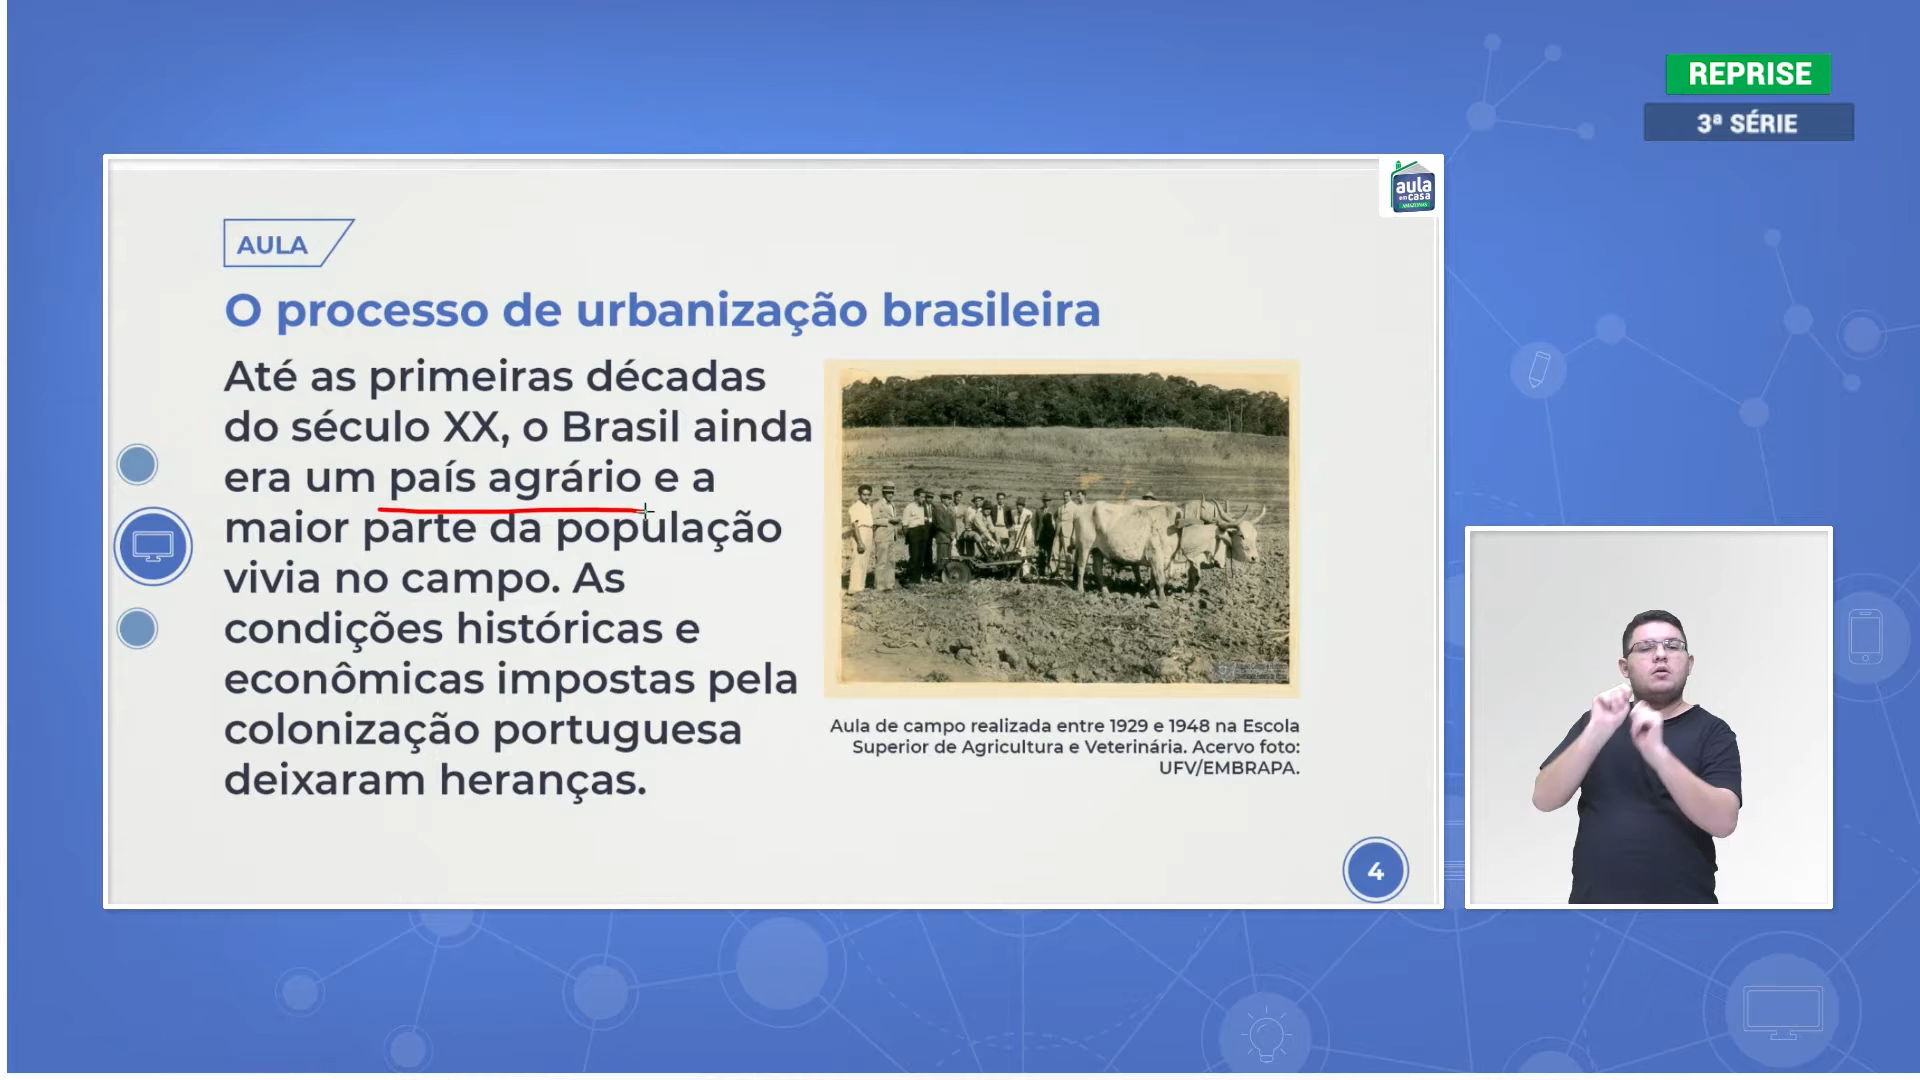 REPRISE
3ª SÉRIE
aula
em casa
AMAZONAS
AULA
O processo de urbanização brasileira
Até as primeiras décadas
do século XX, o Brasil ainda
era um país agrário e a
maior parte da população
vivia no campo. As
condições históricas e
econômicas impostas pela
colonização portuguesa
deixaram heranças.
Aula de campo realizada entre 1929 e 1948 na Escola
Superior de Agricultura e Veterinária. Acervo foto:
UFV/EMBRAPA.
4